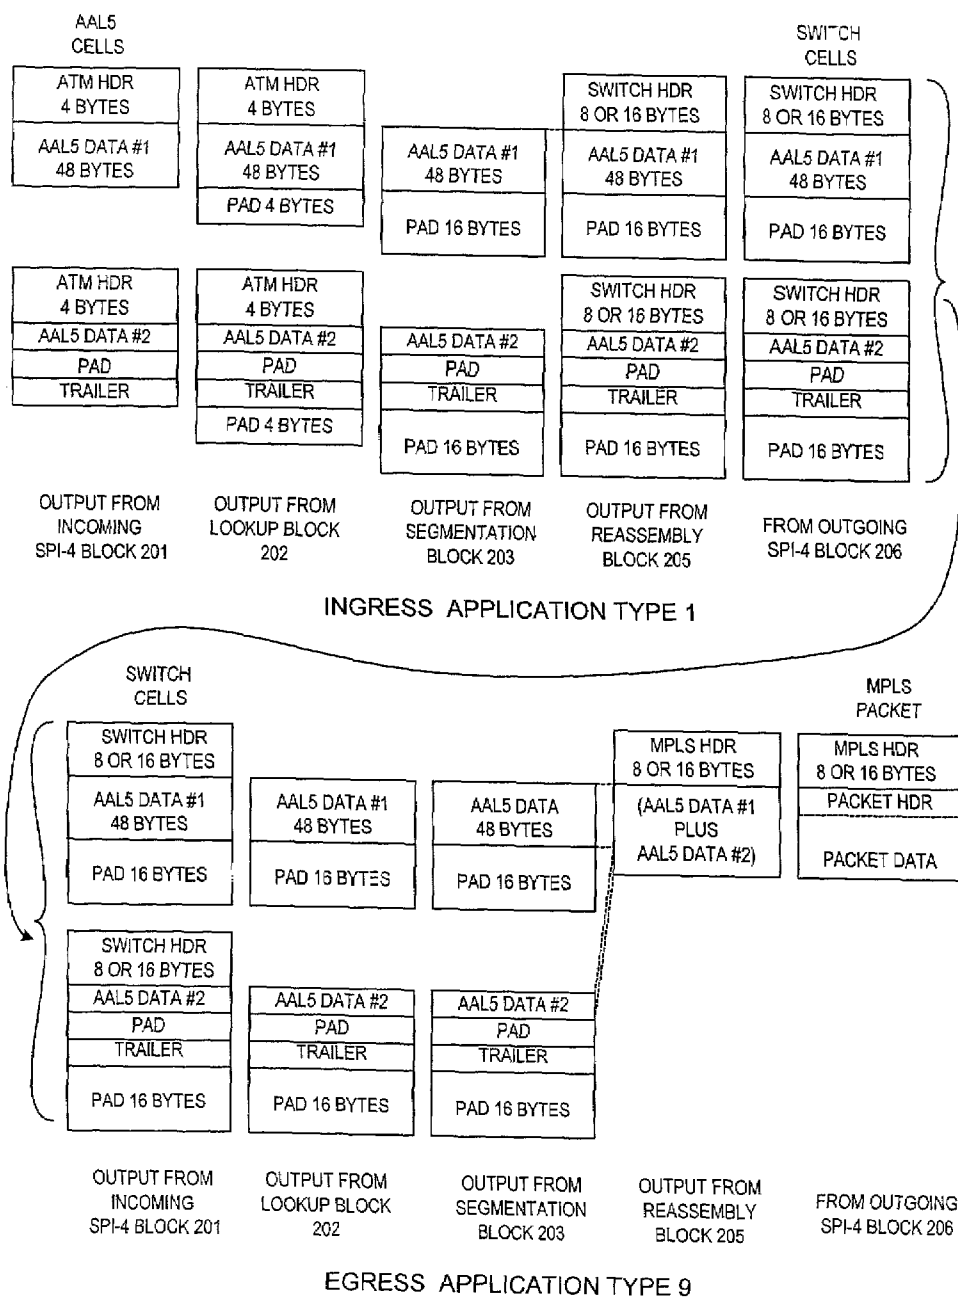 AAL5
CELLS
ATM HDR
4 BYTES
AAL5 DATA #1
48 BYTES
ATM HDR
4 BYTES
AAL5 DATA #2
PAD
TRAILER
OUTPUT FROM
INCOMING
SPI-4 BLOCK 201
ATM HDR
4 BYTES
AAL5 DATA #1
48 BYTES
PAD 4 BYTES
ATM HDR
4 BYTES
AAL5 DATA #2
PAD
TRAILER
PAD 4 BYTES
OUTPUT FROM
LOOKUP BLOCK
202
AAL5 DATA #1
48 BYTES
PAD 16 BYTES
AAL5 DATA #2
PAD
TRAILER
PAD 16 BYTES
OUTPUT FROM
SEGMENTATION
BLOCK 203
SWITCH HDR
8 OR 16 BYTES
AAL5 DATA #1
48 BYTES
PAD 16 BYTES
SWITCH HDR
8 OR 16 BYTES
AAL5 DATA #2
PAD
TRAILER
PAD 16 BYTES
OUTPUT FROM
REASSEMBLY
BLOCK 205
SWITCH
CELLS
SWITCH HDR
8 OR 16 BYTES
AAL5 DATA #1
48 BYTES
PAD 16 BYTES
SWITCH HDR
8 OR 16 BYTES
AAL5 DATA #2
PAD
TRAILER
PAD 16 BYTES
FROM OUTGOING
SPI-4 BLOCK 206
INGRESS APPLICATION TYPE 1
SWITCH
CELLS
SWITCH HDR
8 OR 16 BYTES
AAL5 DATA #1
48 BYTES
PAD 16 BYTES
SWITCH HDR
8 OR 16 BYTES
AAL5 DATA #2
PAD
TRAILER
PAD 16 BYTES
OUTPUT FROM
INCOMING
SPI-4 BLOCK 201
AAL5 DATA #1
48 BYTES
PAD 16 BYTES
AAL5 DATA #2
PAD
TRAILER
PAD 16 BYTES
OUTPUT FROM
LOOKUP BLOCK
202
AAL5 DATA
48 BYTES
PAD 16 BYTES
AAL5 DATA #2
PAD
TRAILER
PAD 16 BYTES
OUTPUT FROM
SEGMENTATION
BLOCK 203
MPLS HDR
8 OR 16 BYTES
(AAL5 DATA #1
PLUS
AAL5 DATA #2)
OUTPUT FROM
REASSEMBLY
BLOCK 205
MPLS
PACKET
MPLS HDR
8 OR 16 BYTES
PACKET HDR
PACKET DATA
FROM OUTGOING
SPI-4 BLOCK 206
EGRESS APPLICATION TYPE 9